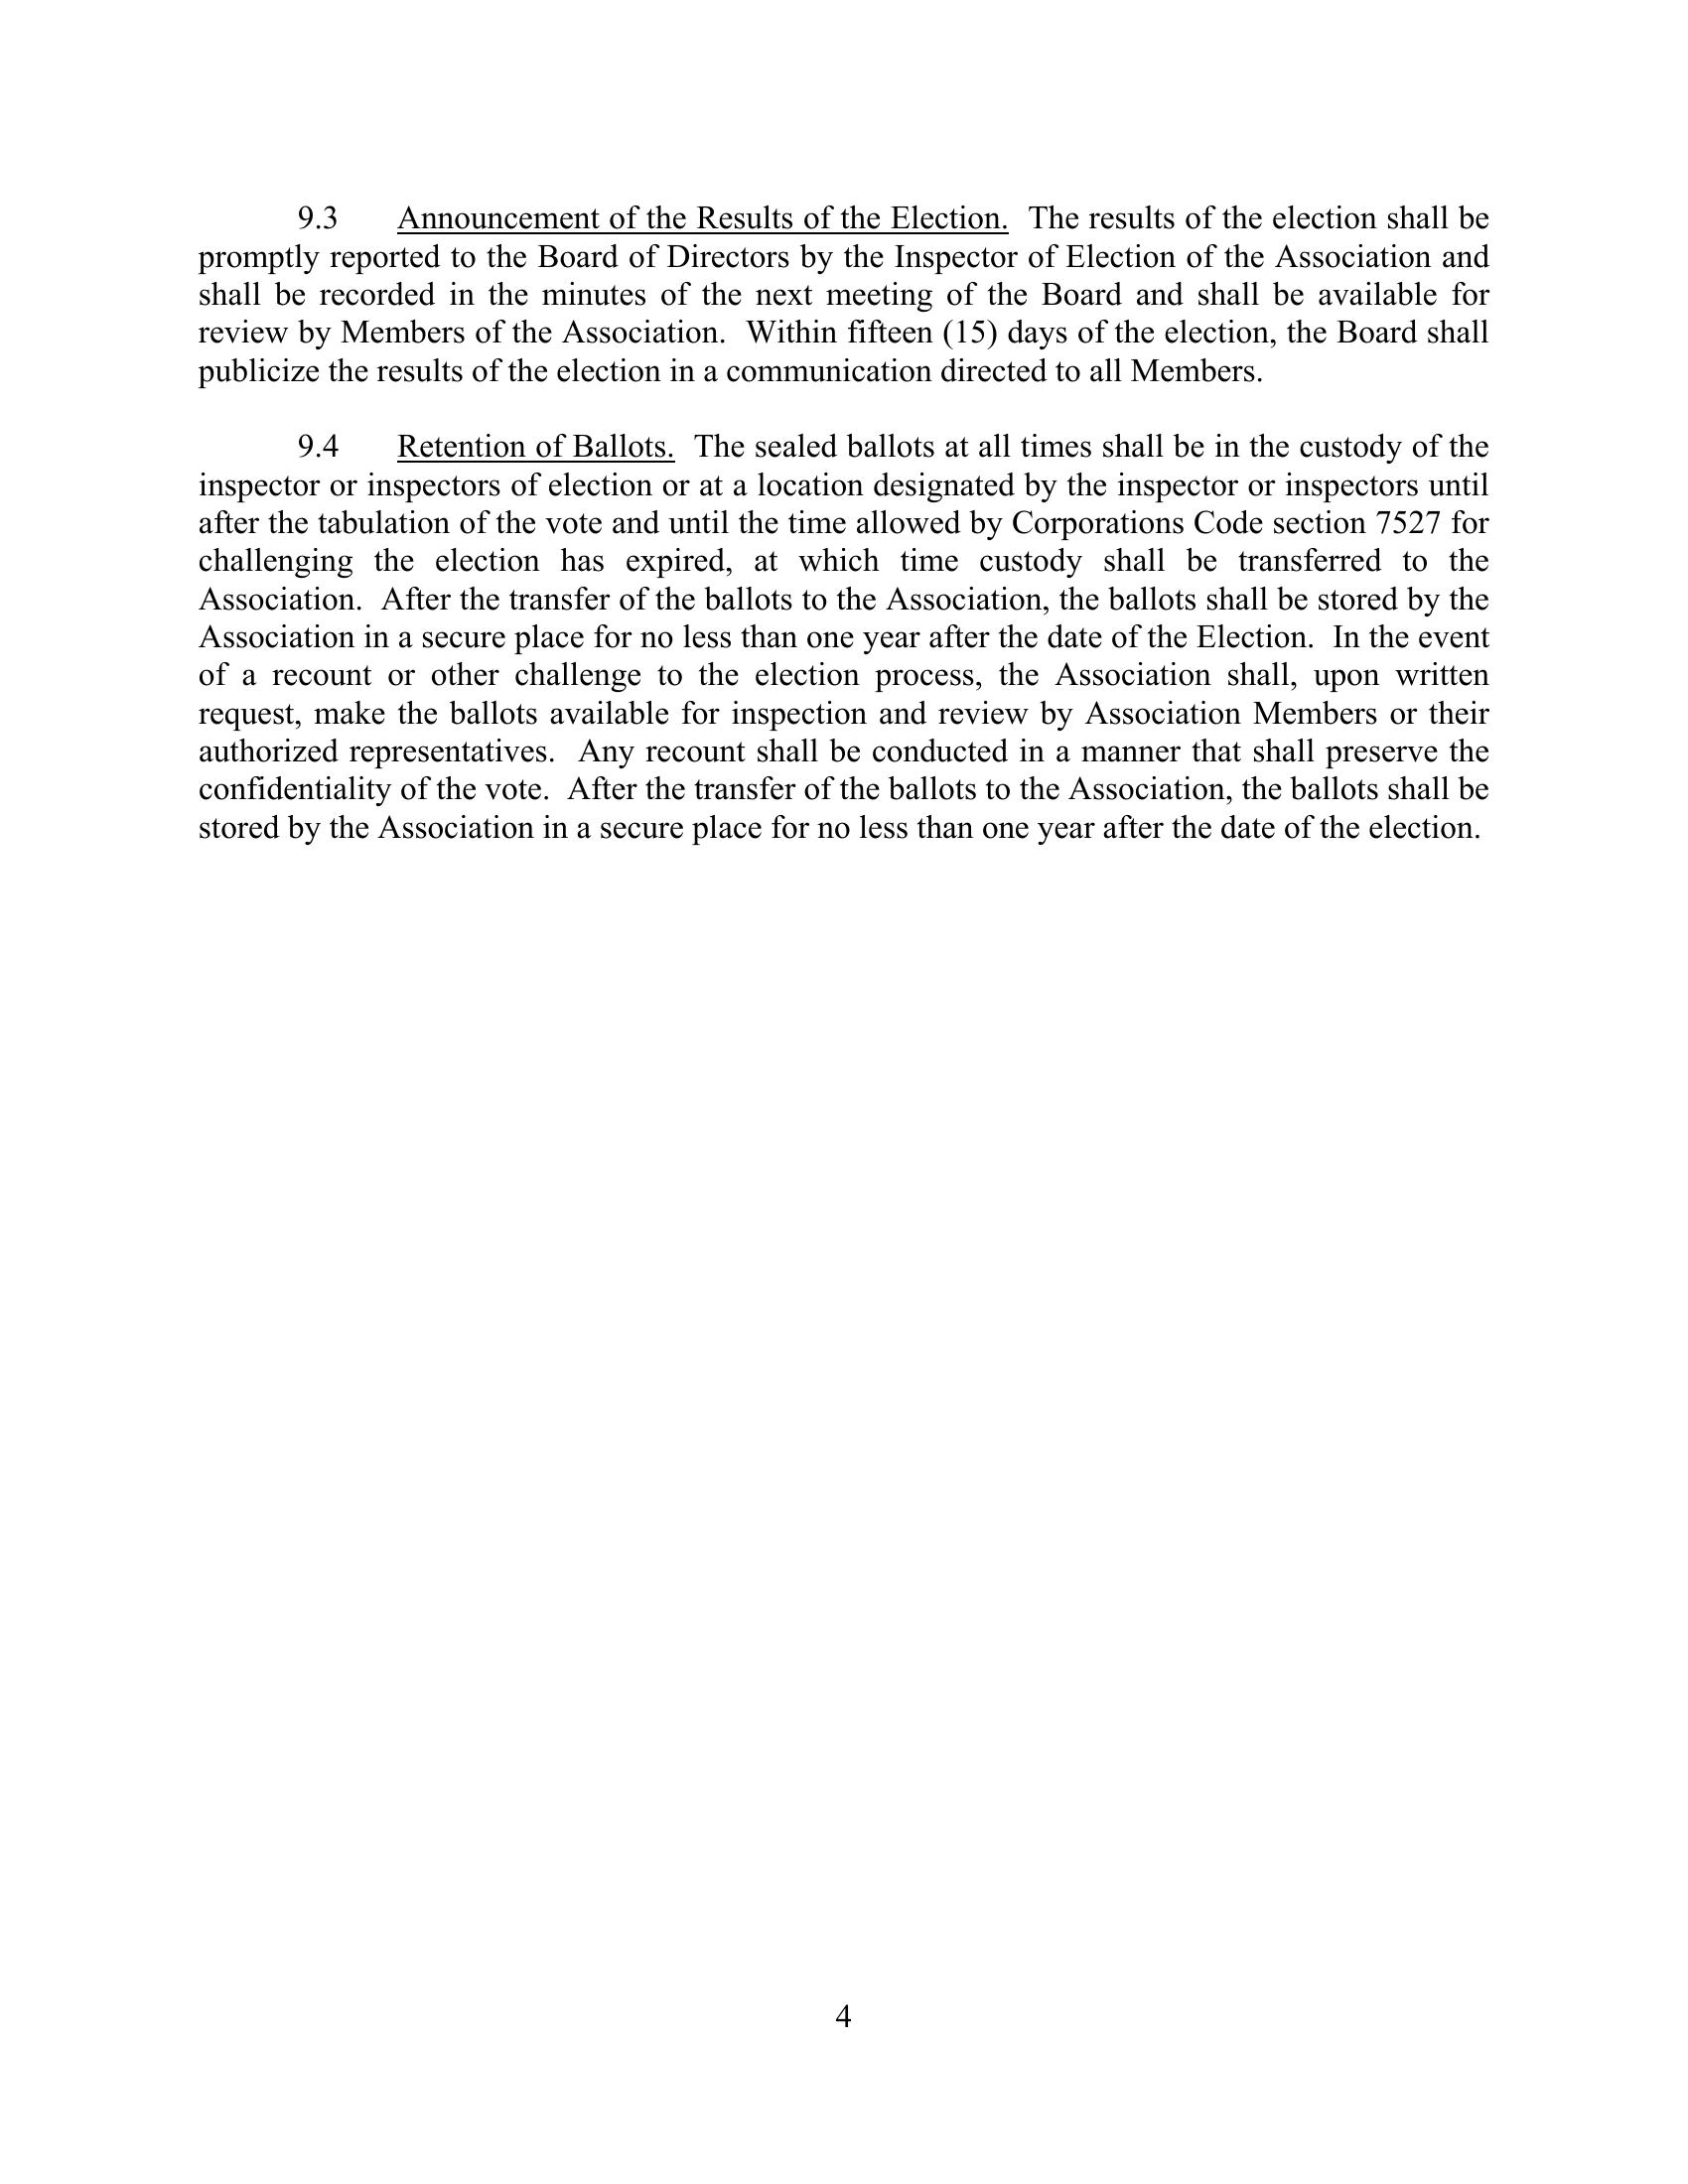 9.3 Announcement of the Results of the Election. The results of the election shall be
promptly reported to the Board of Directors by the Inspector of Election of the Association and
shall be recorded in the minutes of the next meeting of the Board and shall be available for
review by Members of the Association. Within fifteen (15) days of the election, the Board shall
publicize the results of the election in a communication directed to all Members.
9.4 Retention of Ballots. The sealed ballots at all times shall be in the custody of the
inspector or inspectors of election or at a location designated by the inspector or inspectors until
after the tabulation of the vote and until the time allowed by Corporations Code section 7527 for
challenging the election has expired, at which time custody shall be transferred to the
Association. After the transfer of the ballots to the Association, the ballots shall be stored by the
Association in a secure place for no less than one year after the date of the Election. In the event
of a recount or other challenge to the election process, the Association shall, upon written
request, make the ballots available for inspection and review by Association Members or their
authorized representatives. Any recount shall be conducted in a manner that shall preserve the
confidentiality of the vote. After the transfer of the ballots to the Association, the ballots shall be
stored by the Association in a secure place for no less than one year after the date of the election.
4